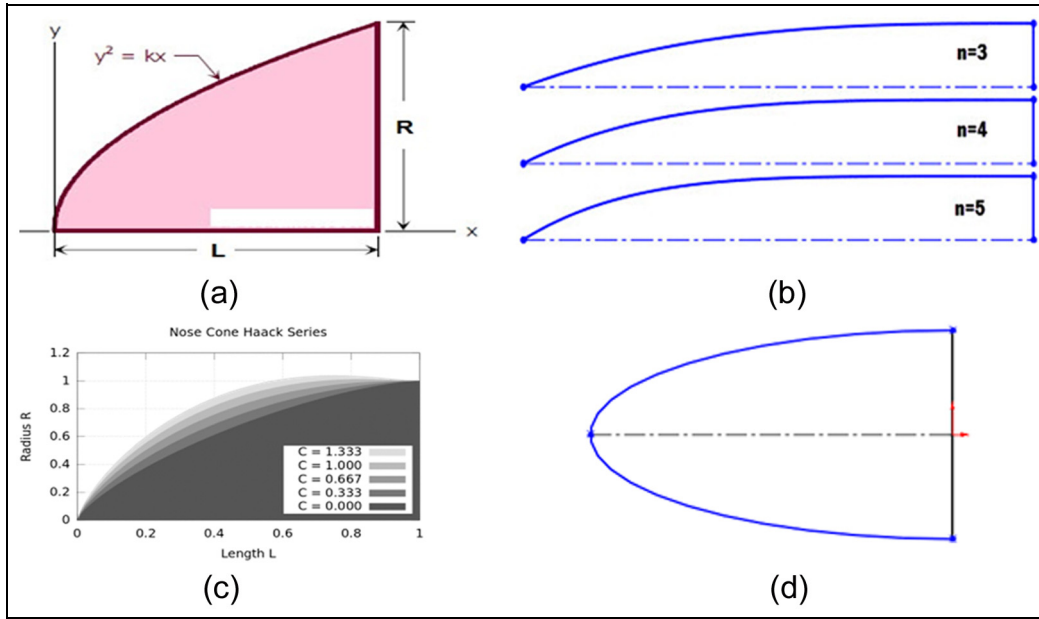 y
y² = kx
R
x
L
(a)
n=3
n=4
n=5
(b)
Nose Cone Haack Series
Radius R
1.2
1
0.8
0.6
0.4
0.2
0
C = 1.333
C = 1.000
C = 0.667
C = 0.333
C = 0.000
0 0.2 0.4 0.6 0.8 1
Length L
(c)
(d)